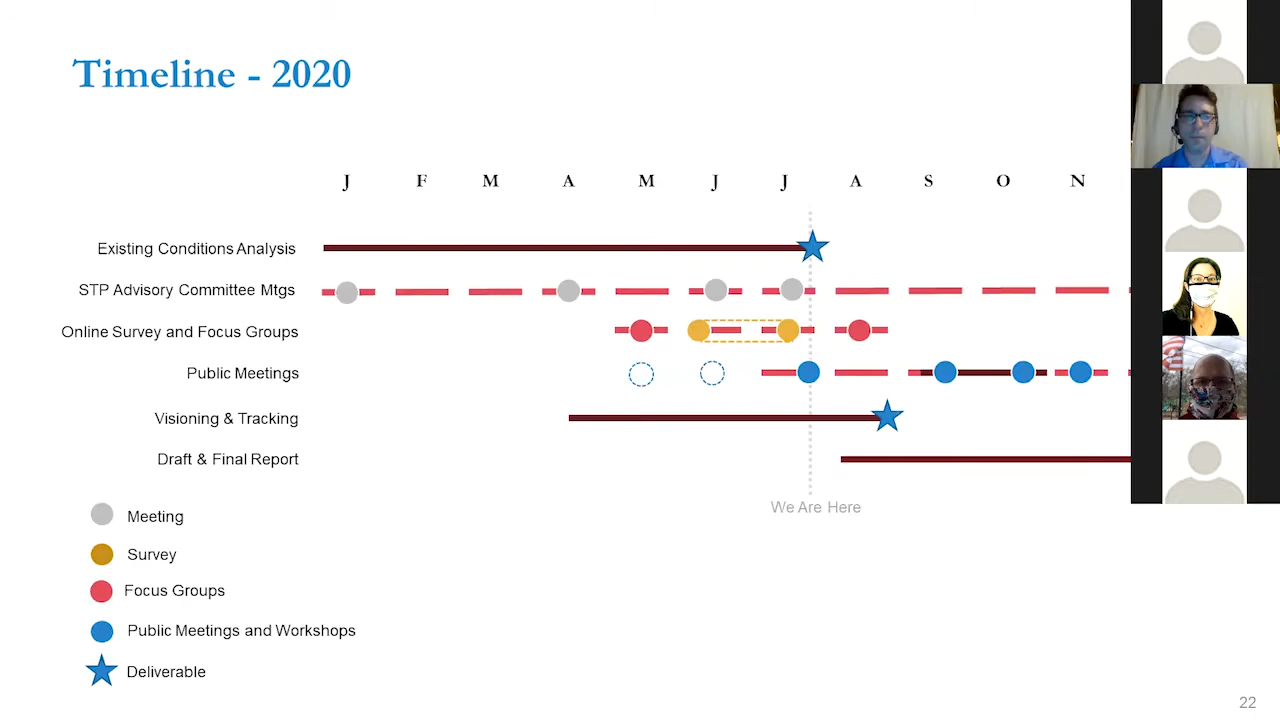 Timeline - 2020
J F M A M J J A S O N
Existing Conditions Analysis
STP Advisory Committee Mtgs
Online Survey and Focus Groups
Public Meetings
Visioning & Tracking
Draft & Final Report
We Are Here
Meeting
Survey
Focus Groups
Public Meetings and Workshops
Deliverable
22